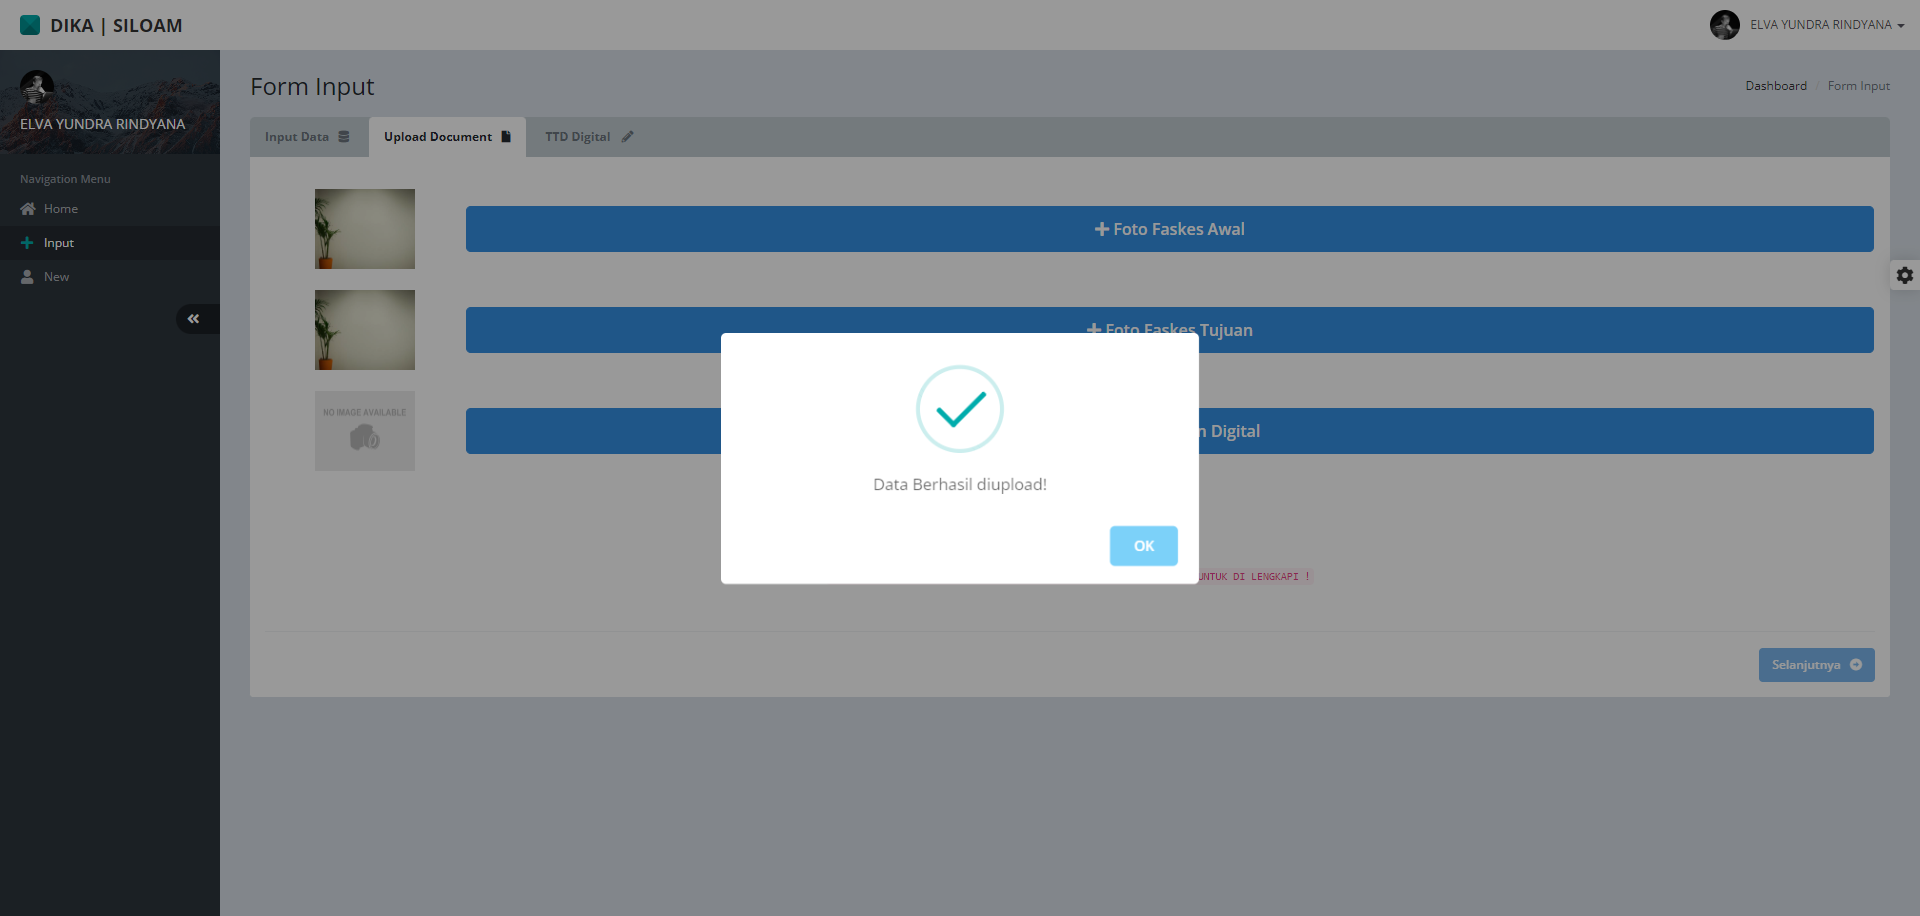 DIKA | SILOAM
ELVA YUNDRA RINDYANA
ELVA YUNDRA RINDYANA
Navigation Menu
Home
Input
New
Form Input
Dashboard / Form Input
Input Data
Upload Document
TTD Digital
Foto Faskes Awal
Foto Faskes Tujuan
NO IMAGE AVAILABLE
Digital
Data Berhasil diupload!
OK
UNTUK DI LENGKAPI !
Selanjutnya